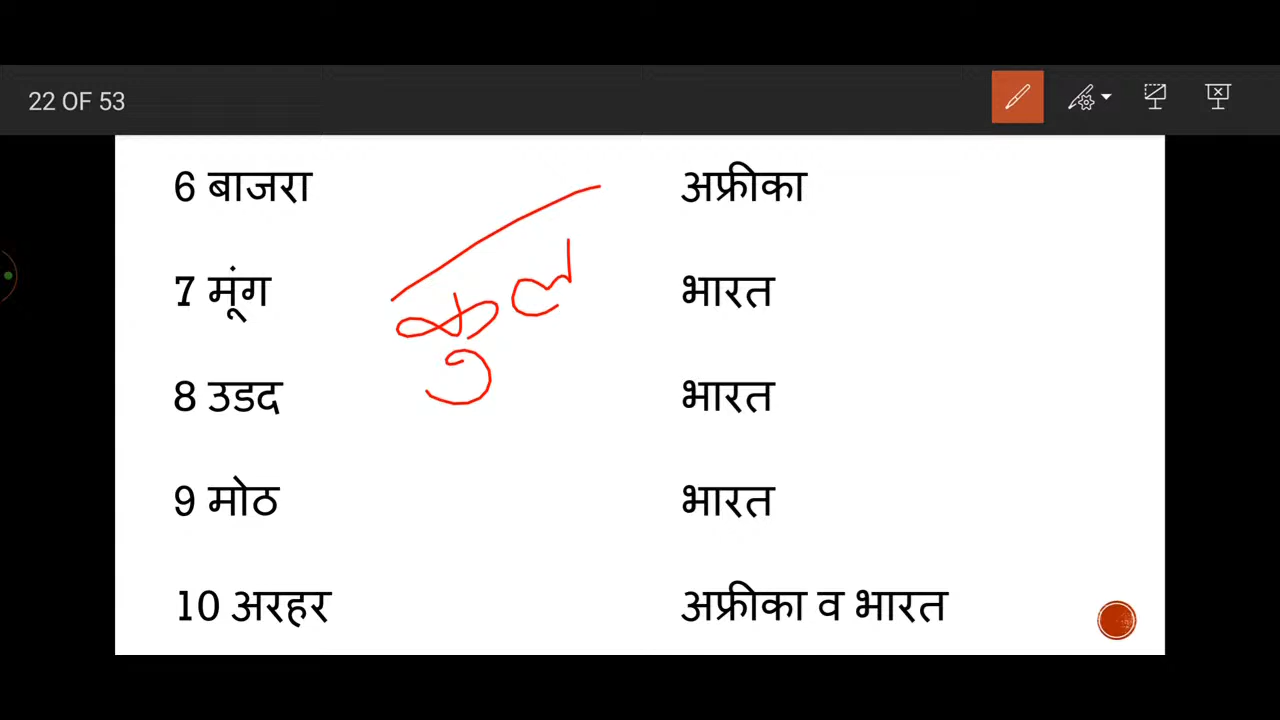 22 OF 53
6 बाजरा अफ्रीका
7 मूंग भारत
8 उडद भारत
9 मोठ भारत
10 अरहर अफ्रीका व भारत